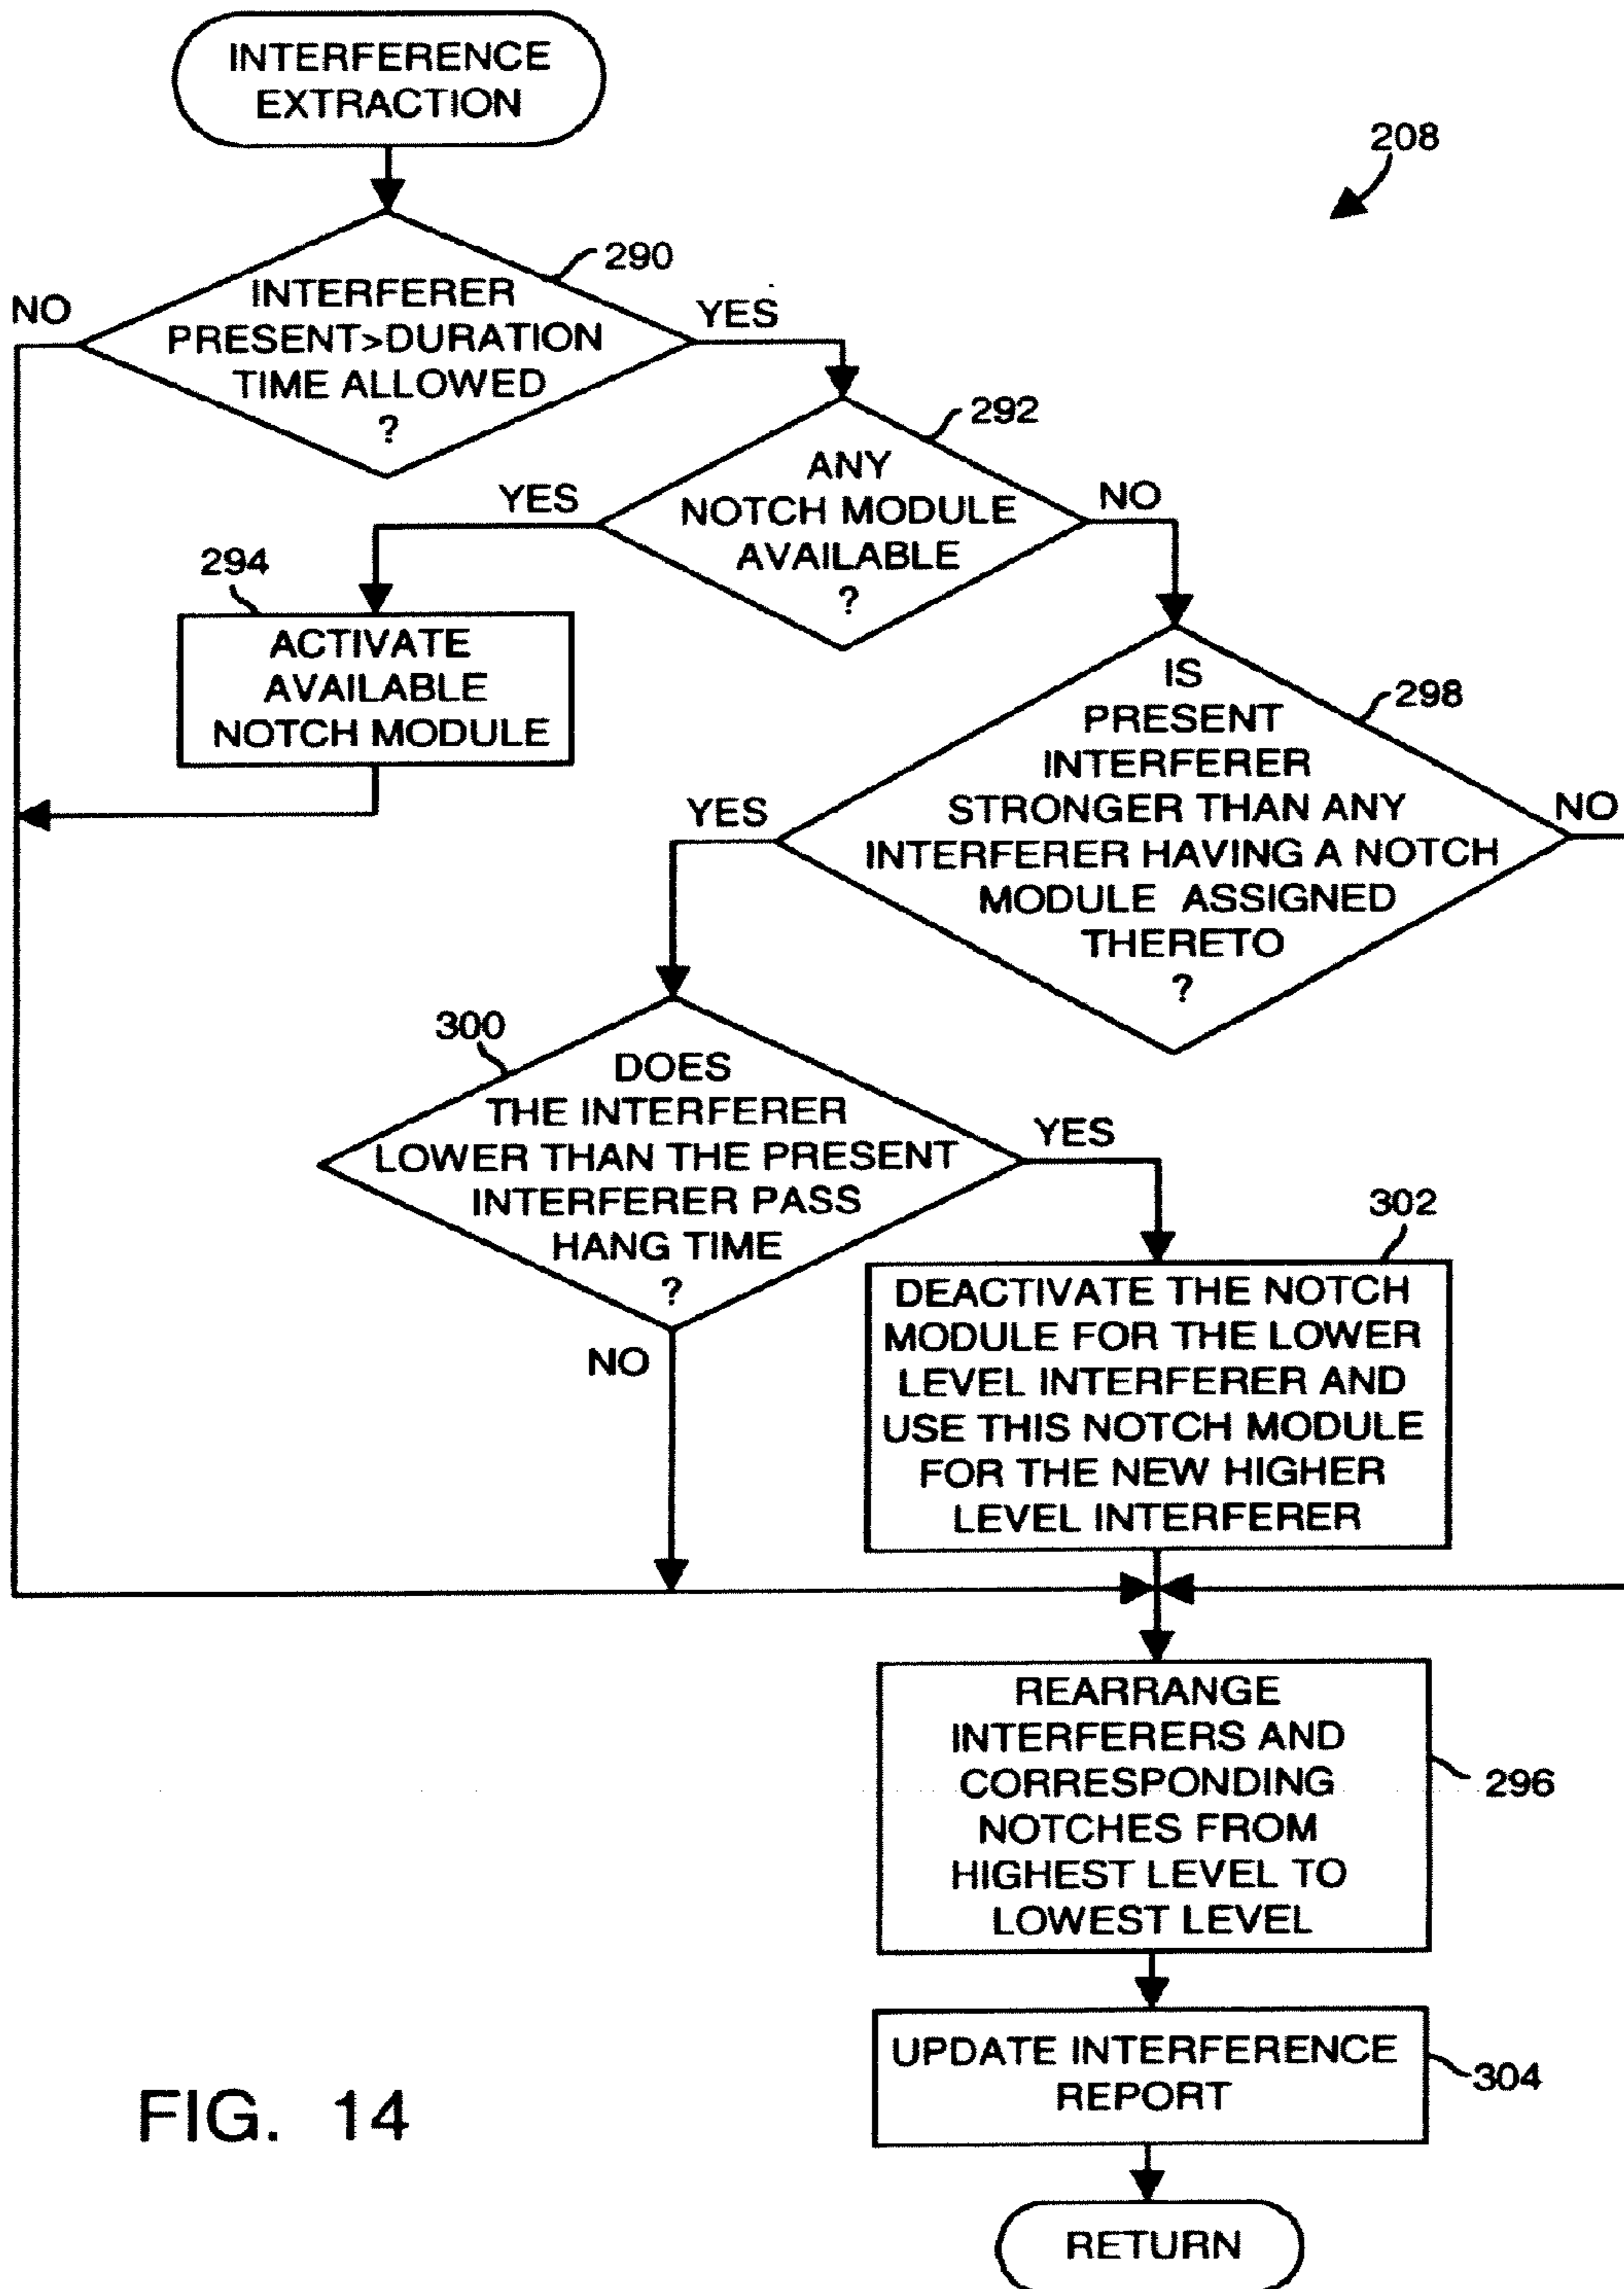 INTERFERENCE
EXTRACTION
208
290
NO
INTERFERER
PRESENT>DURATION
TIME ALLOWED
?
YES
292
ANY
NOTCH MODULE
AVAILABLE
?
YES
NO
294
ACTIVATE
AVAILABLE
NOTCH MODULE
298
IS
PRESENT
INTERFERER
STRONGER THAN ANY
INTERFERER HAVING A NOTCH
MODULE ASSIGNED
THERETO
?
YES
NO
300
DOES
THE INTERFERER
LOWER THAN THE PRESENT
INTERFERER PASS
HANG TIME
?
YES
NO
302
DEACTIVATE THE NOTCH
MODULE FOR THE LOWER
LEVEL INTERFERER AND
USE THIS NOTCH MODULE
FOR THE NEW HIGHER
LEVEL INTERFERER
REARRANGE
INTERFERERS AND
CORRESPONDING
NOTCHES FROM
HIGHEST LEVEL TO
LOWEST LEVEL
296
UPDATE INTERFERENCE
REPORT
304
RETURN
FIG. 14